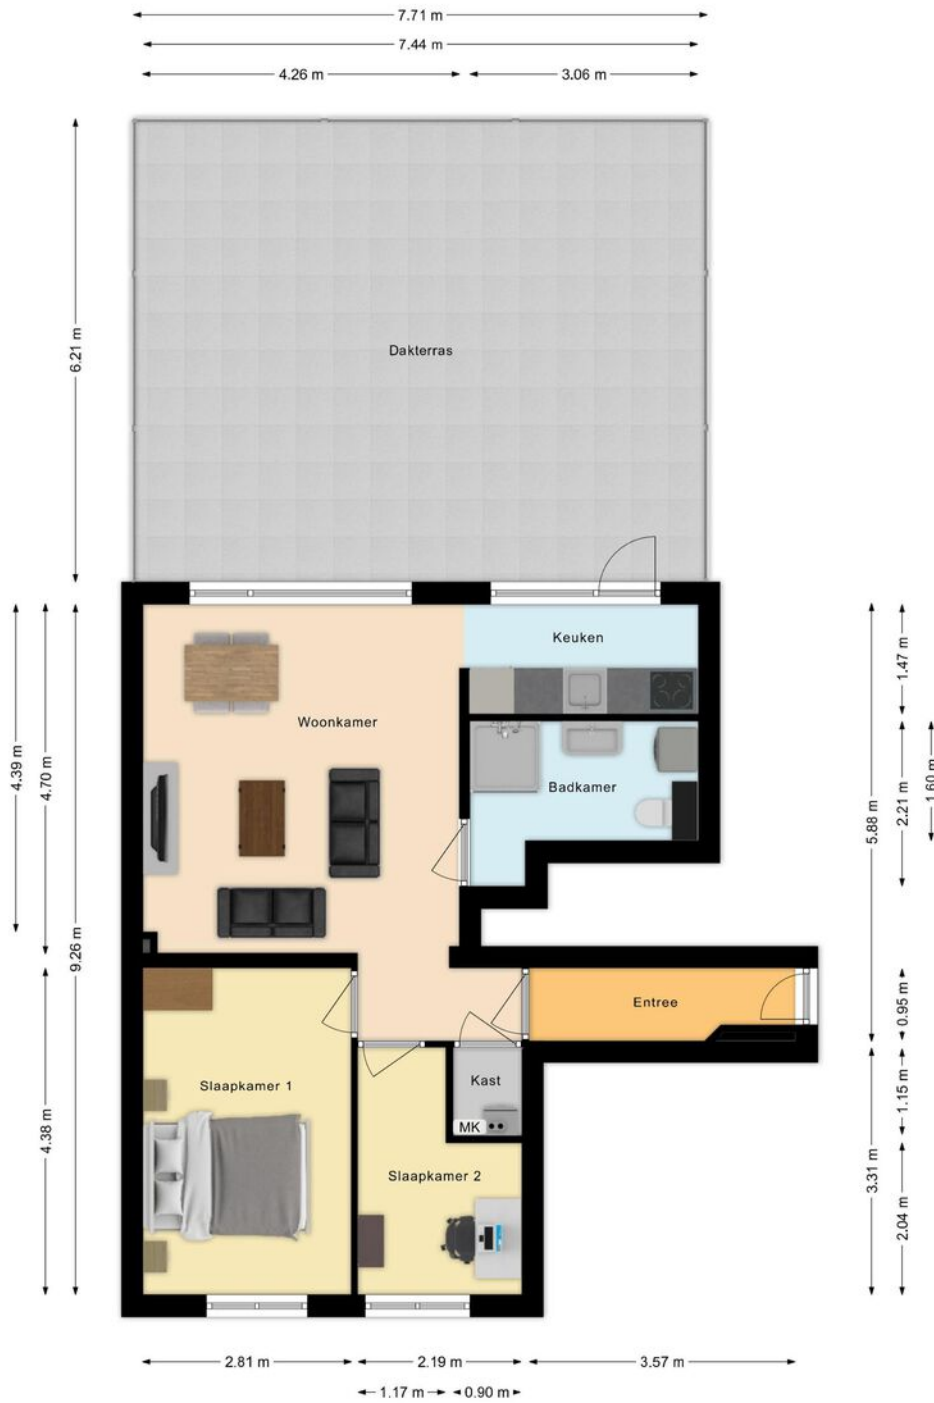 7.71 m
7.44 m
4.26 m
3.06 m
6.21 m
Dakterras
Keuken
Woonkamer
Badkamer
4.39 m
4.70 m
9.26 m
5.88 m
1.47 m
2.21 m
1.60 m
Entree
0.95 m
Slaapkamer 1
Kast
MK
Slaapkamer 2
4.38 m
3.31 m
1.15 m
2.04 m
2.81 m
2.19 m
3.57 m
1.17 m
0.90 m